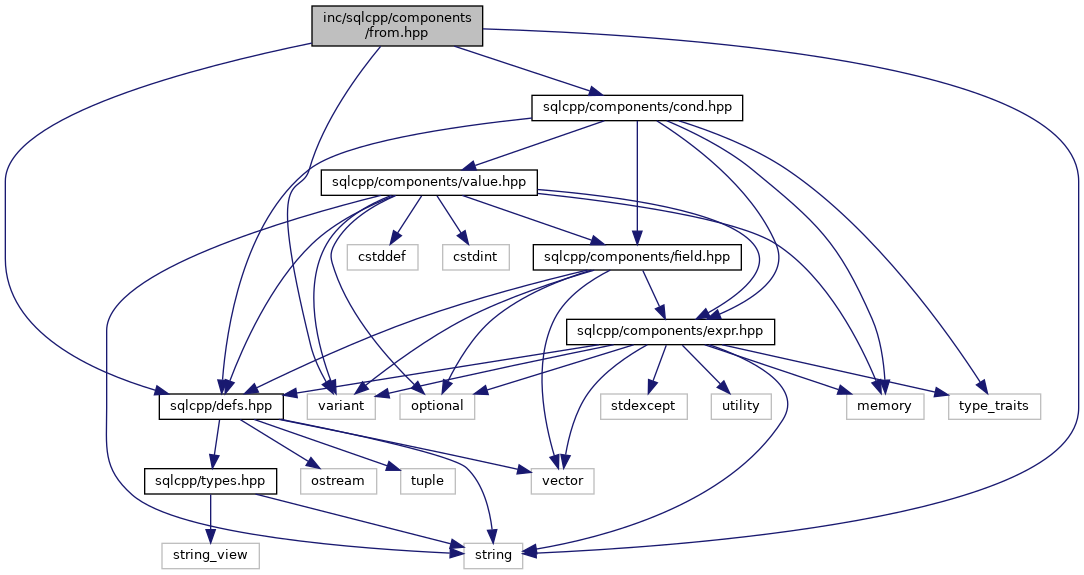 inc/sqlcpp/components
/from.hpp
sqlcpp/components/cond.hpp
sqlcpp/components/value.hpp
cstddef
cstdint
sqlcpp/components/field.hpp
sqlcpp/components/expr.hpp
sqlcpp/defs.hpp
variant
optional
stdexcept
utility
memory
type_traits
sqlcpp/types.hpp
ostream
tuple
vector
string_view
string